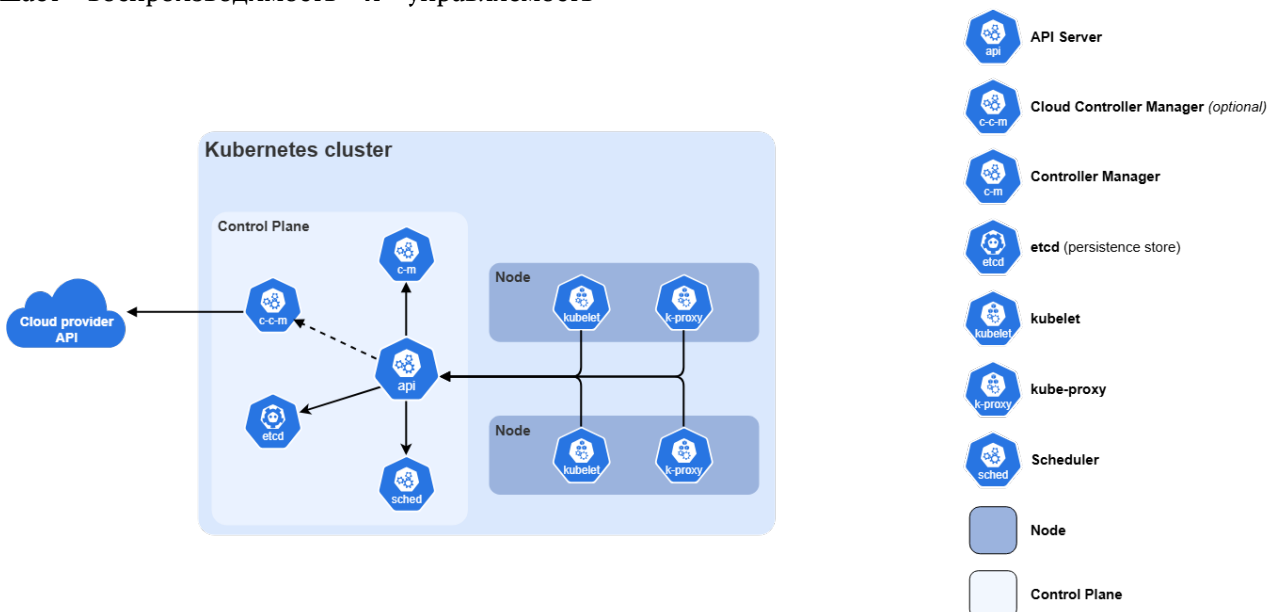 воспроизводимость и управляемость
Kubernetes cluster
Control Plane
c-m
c-c-m
api
etcd
sched
Cloud provider
API
Node
kubelet
k-proxy
Node
kubelet
k-proxy
api
API Server
c-c-m
Cloud Controller Manager (optional)
c-m
Controller Manager
etcd
etcd (persistence store)
kubelet
kubelet
k-proxy
kube-proxy
sched
Scheduler
Node
Control Plane